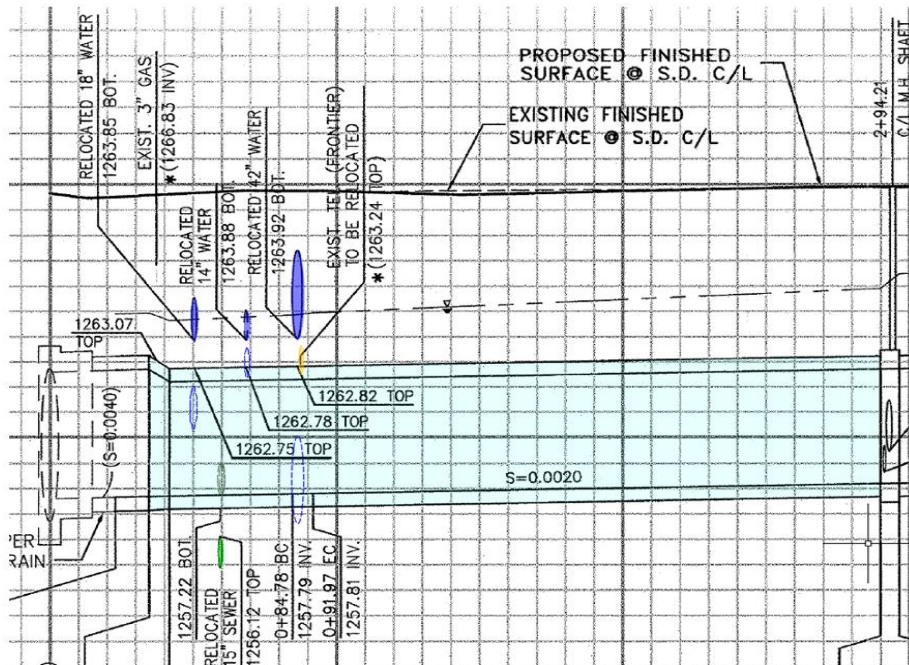 RELOCATED 18" WATER
1263.85 BOT.
EXIST. 3" GAS
*(1266.83 INV)
RELOCATED
14" WATER
1263.88 BOT.
RELOCATED 42" WATER
1263.92 BOT.
EXIST. TEL (FRONTIER)
TO BE RELOCATED
*(1263.24 TOP)
PROPOSED FINISHED
SURFACE @ S.D. C/L
EXISTING FINISHED
SURFACE @ S.D. C/L
2+94.21
C/L M.H. SHAFT
1263.07
TOP
1262.82 TOP
1262.78 TOP
1262.75 TOP
(S=0.0040)
S=0.0020
PER
RAIN
1257.22 BOT.
RELOCATED
15" SEWER
1256.12 TOP
0+84.78 BC
1257.79 INV.
0+91.97 EC
1257.81 INV.